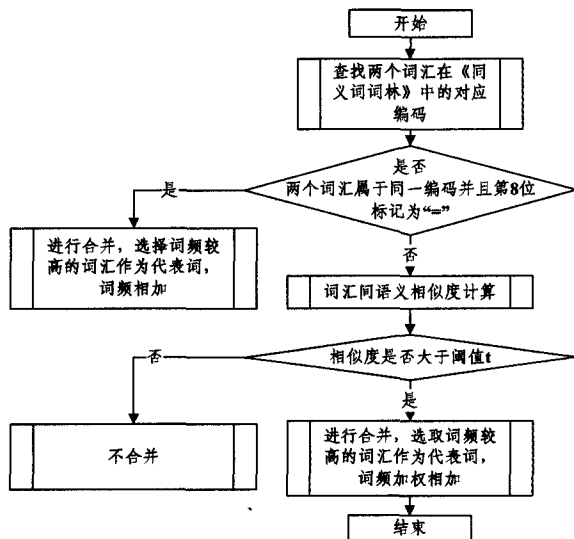 开始
查找两个词汇在《同
义词词林》中的对应
编码
是否
两个词汇属于同一编码并且第8位
标记为“=”
是
进行合并，选择词频较
高的词汇作为代表词，
词频相加
否
词汇间语义相似度计算
相似度是否大于阈值t
否
不合并
是
进行合并，选取词频较
高的词汇作为代表词，
词频加权相加
结束